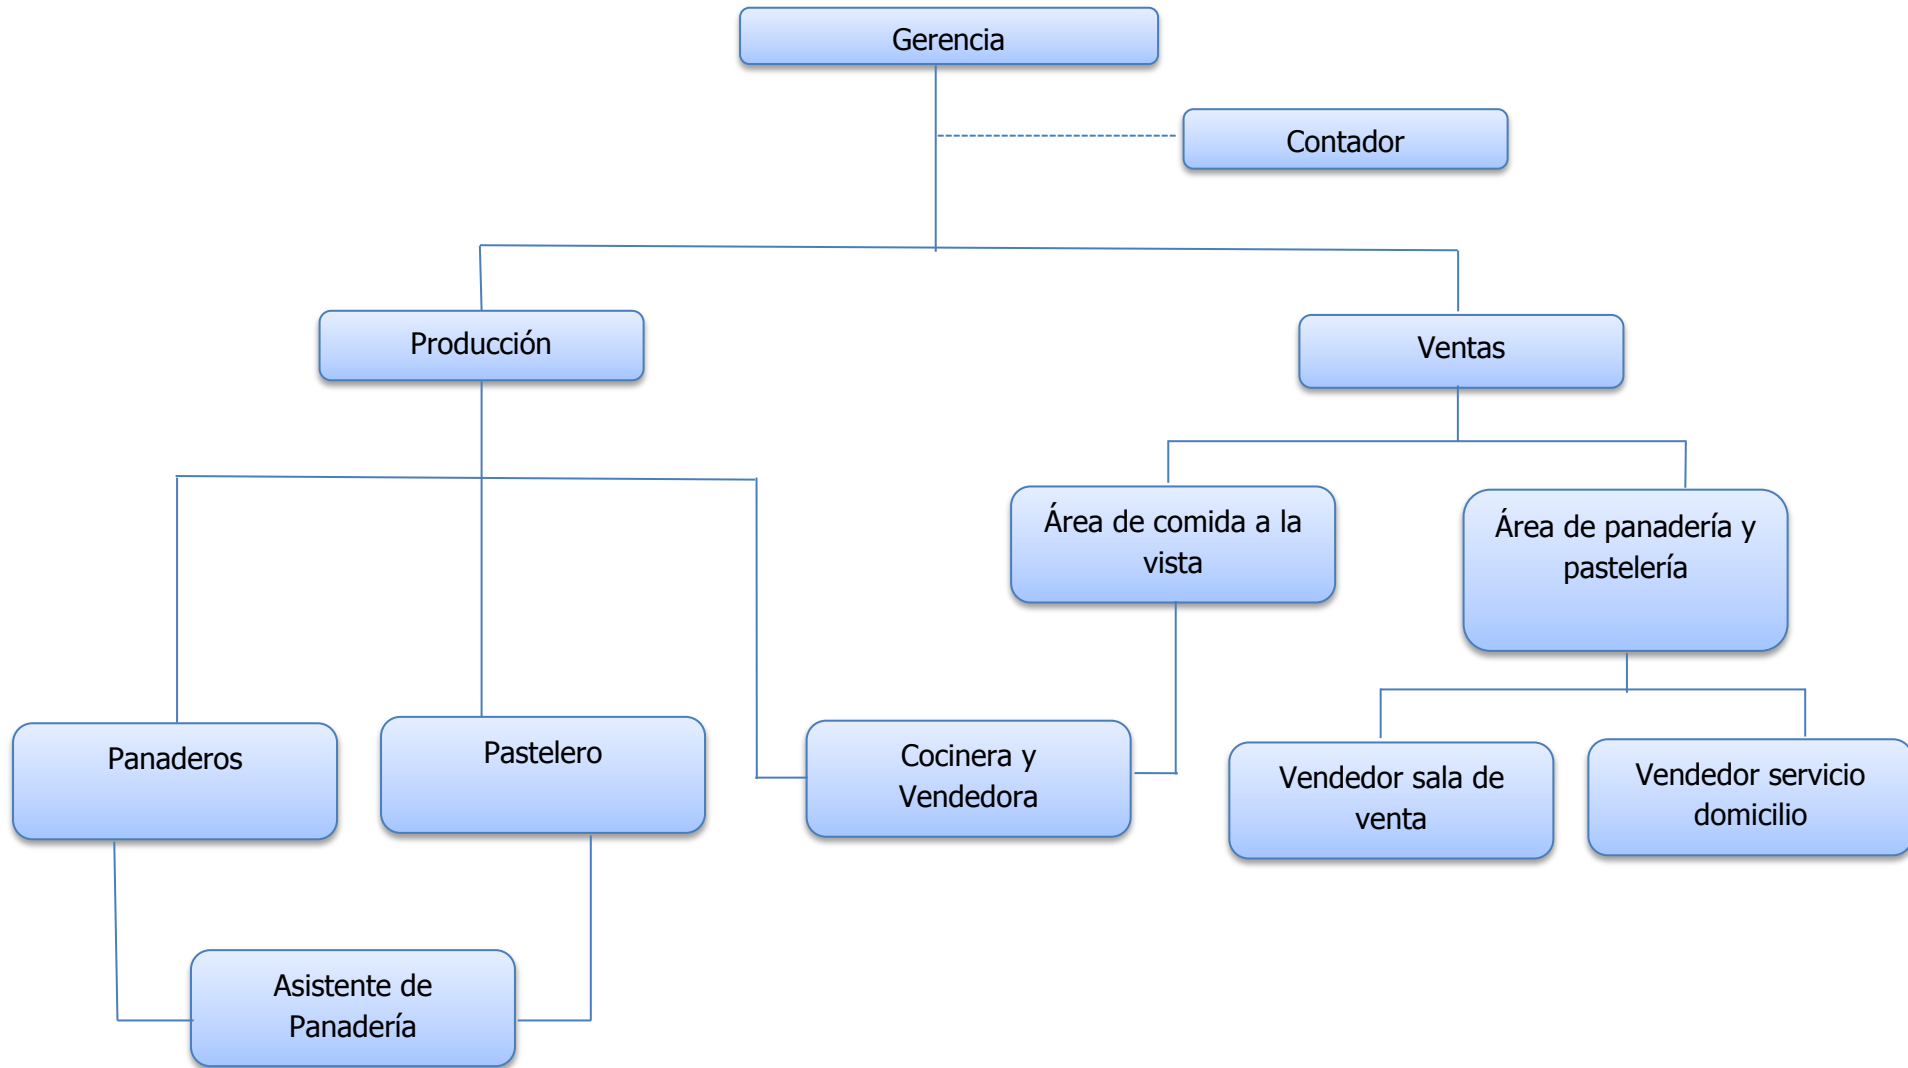 Gerencia
Contador
Producción
Ventas
Área de comida a la
vista
Área de panadería y
pastelería
Panaderos
Pastelero
Cocinera y
Vendedora
Vendedor sala de
venta
Vendedor servicio
domicilio
Asistente de
Panadería